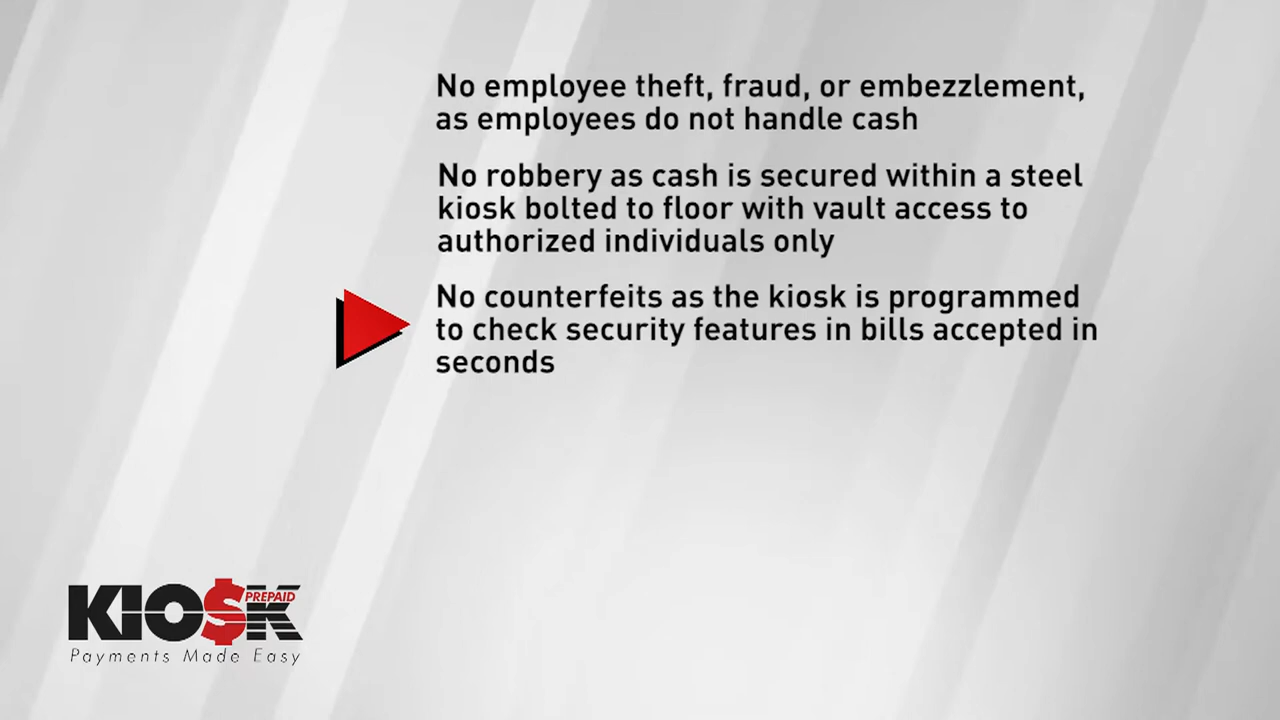 No employee theft, fraud, or embezzlement,
as employees do not handle cash
No robbery as cash is secured within a steel
kiosk bolted to floor with vault access to
authorized individuals only
No counterfeits as the kiosk is programmed
to check security features in bills accepted in
seconds
KIO$K PREPAID
Payments Made Easy